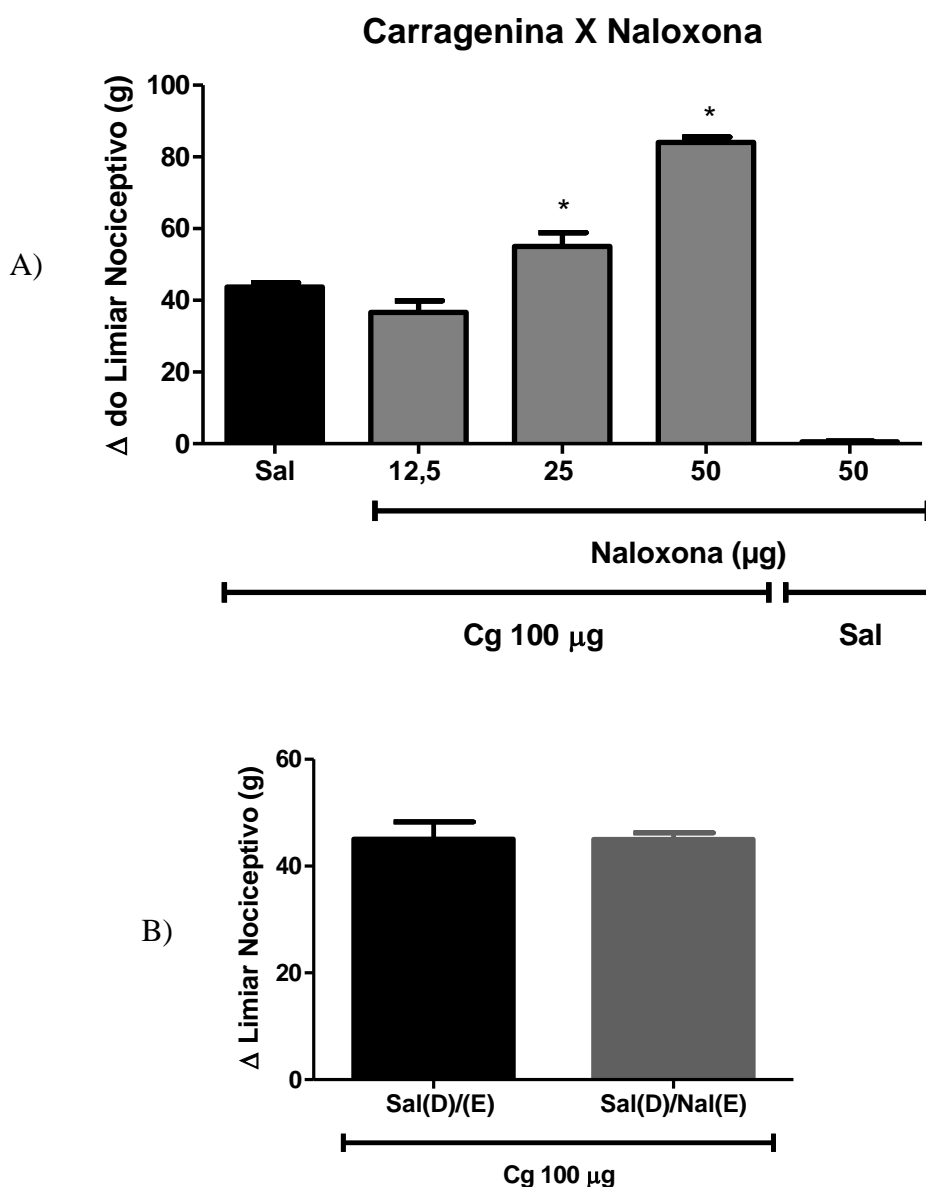 Carragenina X Naloxona
A)
Δ do Limiar Nociceptivo (g)
100
80
60
40
20
0
*
*
Sal
12,5
25
50
50
Naloxona (µg)
Cg 100 µg
Sal
B)
Δ Limiar Nociceptivo (g)
60
40
20
0
Sal(D)/(E)
Sal(D)/Nal(E)
Cg 100 µg